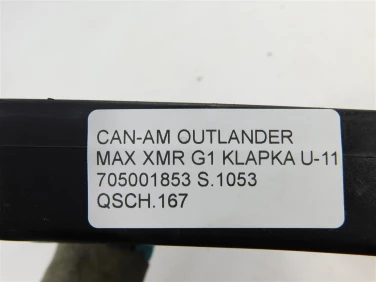 CAN-AM OUTLANDER
MAX XMR G1 KLAPKA U-11
705001853 S.1053
QSCH.167